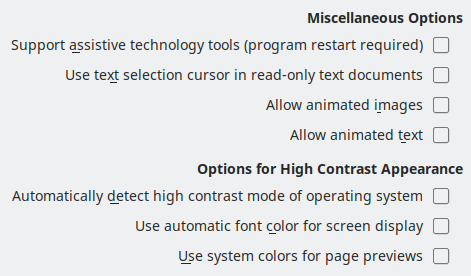 Miscellaneous Options
Support assistive technology tools (program restart required)
Use text selection cursor in read-only text documents
Allow animated images
Allow animated text
Options for High Contrast Appearance
Automatically detect high contrast mode of operating system
Use automatic font color for screen display
Use system colors for page previews